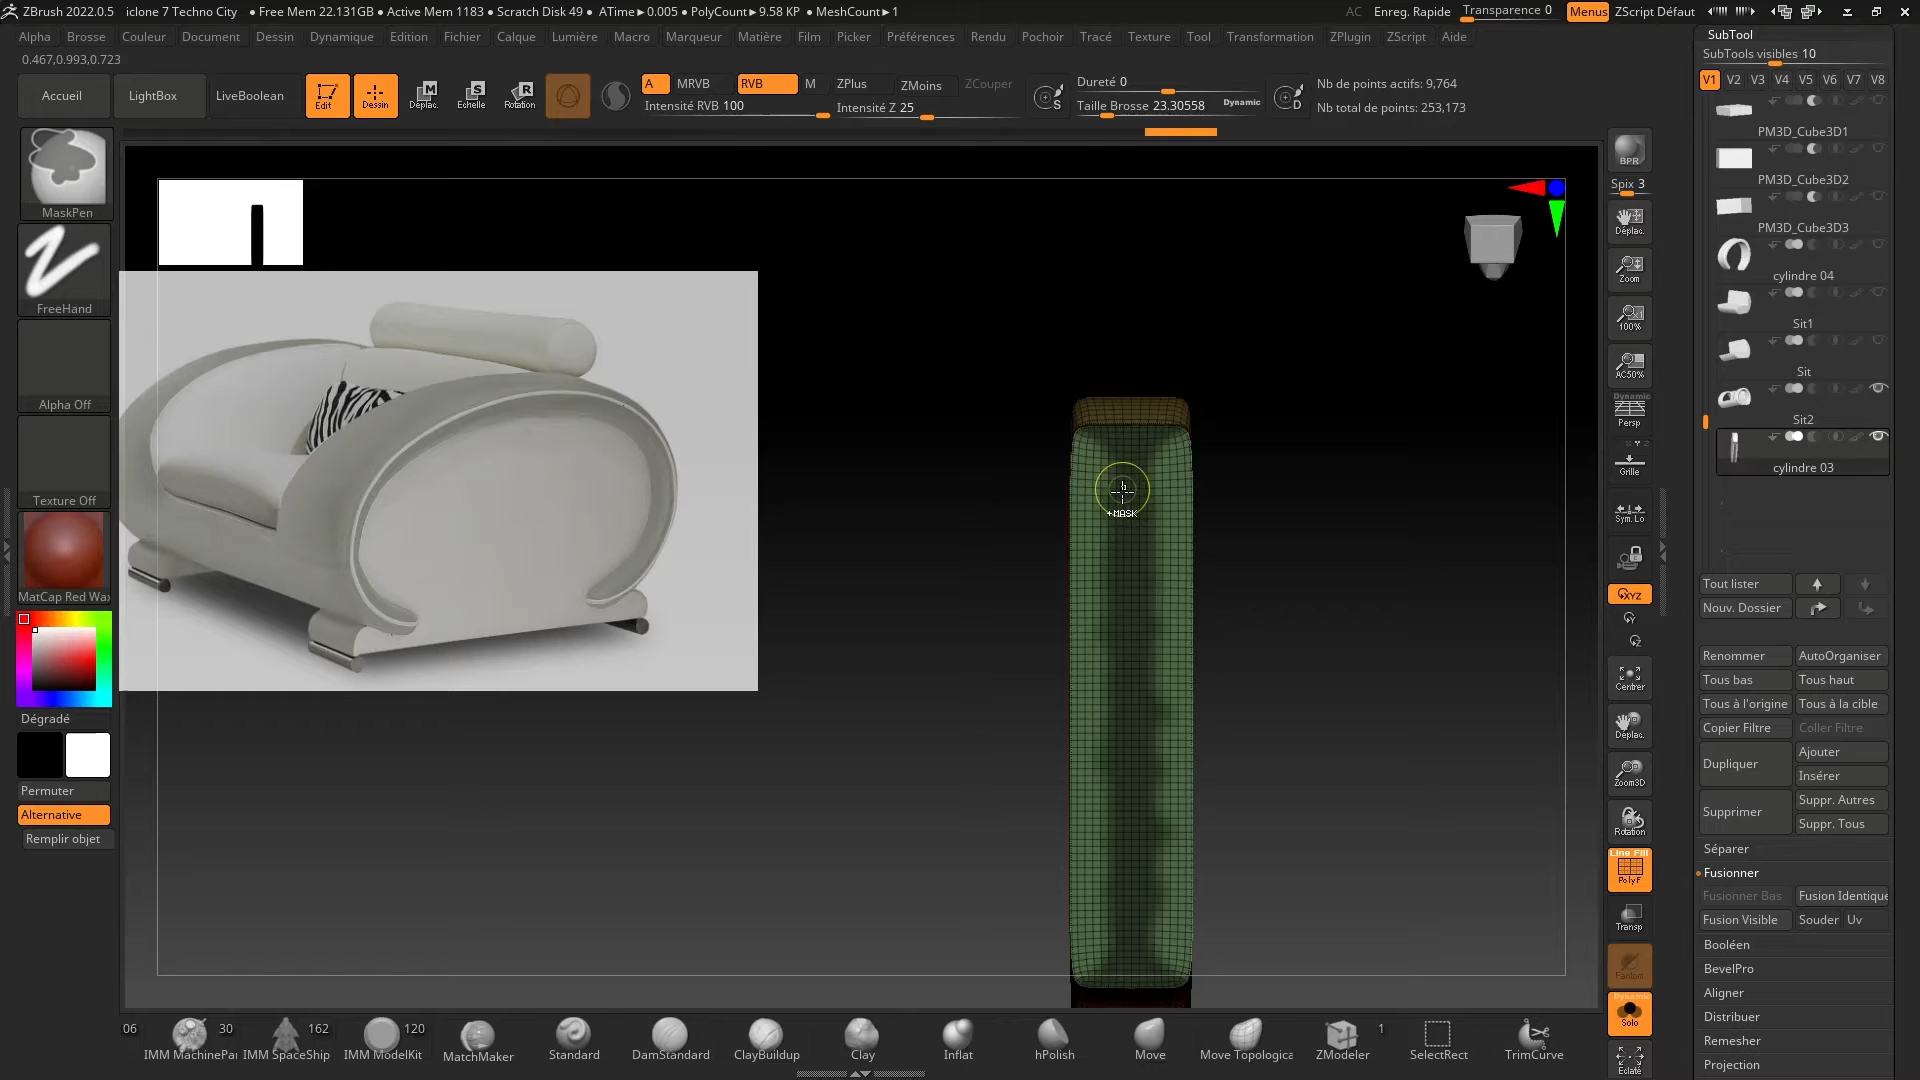 ZBrush 2022.0.5 iclone 7 Techno City ● Free Mem 22.131GB ● Active Mem 1183 ● Scratch Disk 49 ● ATime►0.005 ● PolyCount►9.58 KP ● MeshCount►1 AC Enreg. Rapide Transparence 0 Menus ZScript Défaut
Alpha Brosse Couleur Document Dessin Dynamique Edition Fichier Calque Lumière Macro Marqueur Matière Film Picker Préférences Rendu Pochoir Tracé Texture Tool Transformation ZPlugin ZScript Aide
0.467,0.993,0.723
Accueil LightBox LiveBoolean Edit Dessin Déplac. Echelle Rotation
A MRVB RVB M ZPlus ZMoins ZCouper
Intensité RVB 100 Intensité Z 25
Dureté 0
Taille Brosse 23.30558 Dynamic
S D
Nb de points actifs: 9,764
Nb total de points: 253,173
MaskPen
FreeHand
Alpha Off
Texture Off
MatCap Red Wax
Dégradé
Permuter
Alternative
Remplir objet
+MASK
BPR
Spix 3
Déplac.
Zoom
100%
AC50%
Dynamic
Persp
Grille
Sym. Lo
XYZ
Centrer
Déplac.
Zoom3D
Rotation
Line Fill
PolyF
Transp
Fantom
Dynamic
Solo
Eclaté
SubTool
SubTools visibles 10
V1 V2 V3 V4 V5 V6 V7 V8
PM3D_Cube3D1
PM3D_Cube3D2
PM3D_Cube3D3
cylindre 04
Sit1
Sit
Sit2
cylindre 03
Tout lister
Nouv. Dossier
Renommer AutoOrganiser
Tous bas Tous haut
Tous à l'origine Tous à la cible
Copier Filtre Coller Filtre
Dupliquer Ajouter
Insérer
Supprimer Suppr. Autres
Suppr. Tous
Séparer
Fusionner
Fusionner Bas Fusion Identique
Fusion Visible Souder Uv
Booléen
BevelPro
Aligner
Distribuer
Remesher
Projection
06 30 162 120 1
IMM MachinePar IMM SpaceShip IMM ModelKit MatchMaker Standard DamStandard ClayBuildup Clay Inflat hPolish Move Move Topologica ZModeler SelectRect TrimCurve